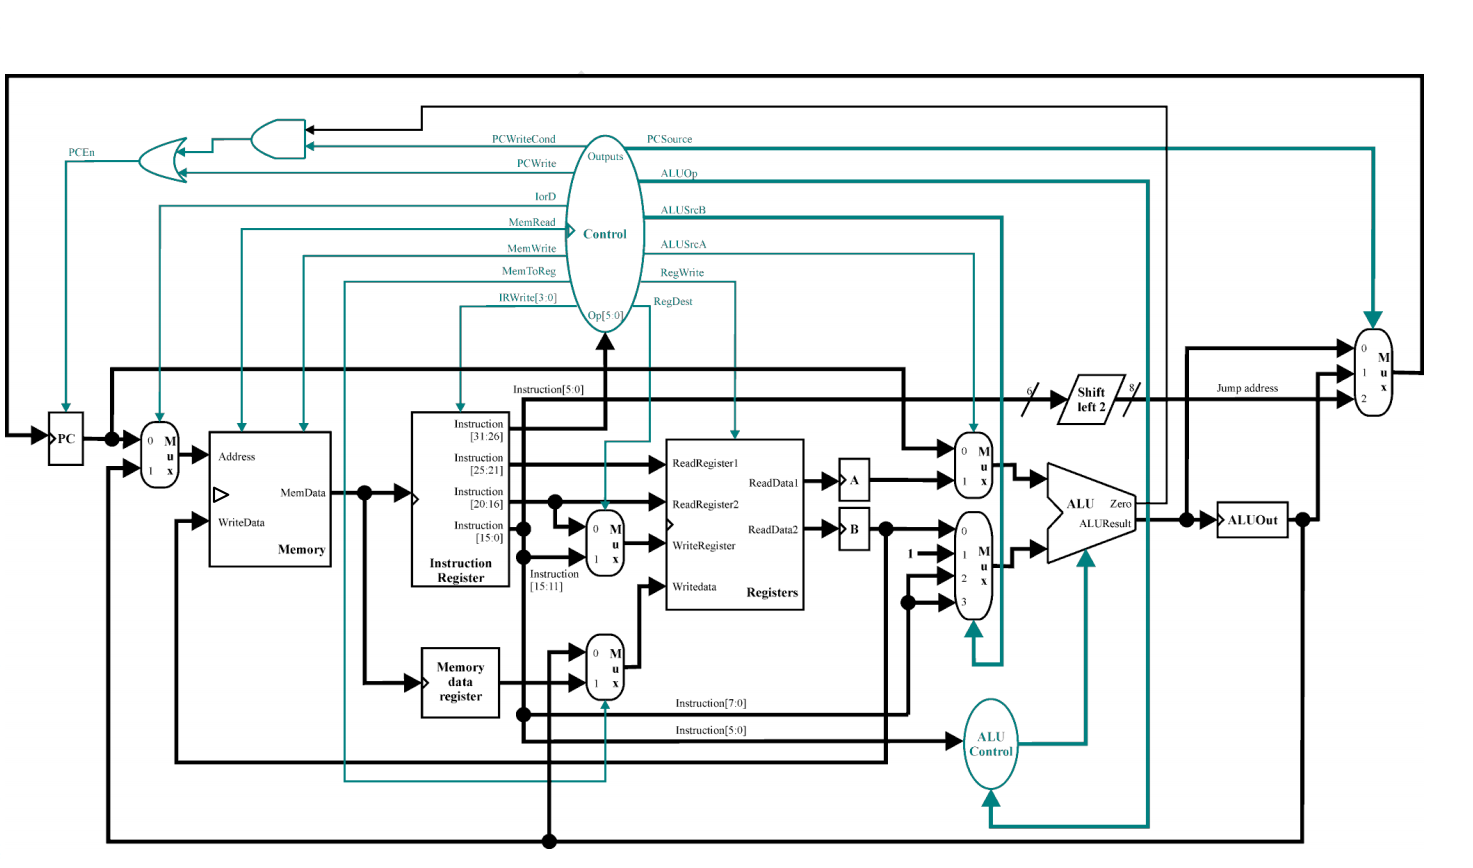 PCWriteCond
PCSource
Outputs
PCEn
PCWrite
ALUOp
IorD
ALUSrcB
MemRead
Control
MemWrite
ALUSrcA
MemToReg
RegWrite
IRWrite[3:0]
RegDest
Op[5:0]
Instruction[5:0]
6
Shift
left 2
8
Jump address
0
1
2
M
u
x
PC
0
1
M
u
x
Address
MemData
WriteData
Memory
Instruction
[31:26]
Instruction
[25:21]
Instruction
[20:16]
Instruction
[15:0]
Instruction
Register
0
1
M
u
x
Instruction
[15:11]
ReadRegister1
ReadRegister2
WriteRegister
Writedata
ReadData1
ReadData2
Registers
A
B
0
1
M
u
x
0
1
1
2
3
M
u
x
ALU
Zero
ALUResult
ALUOut
Memory
data
register
0
1
M
u
x
Instruction[7:0]
Instruction[5:0]
ALU
Control